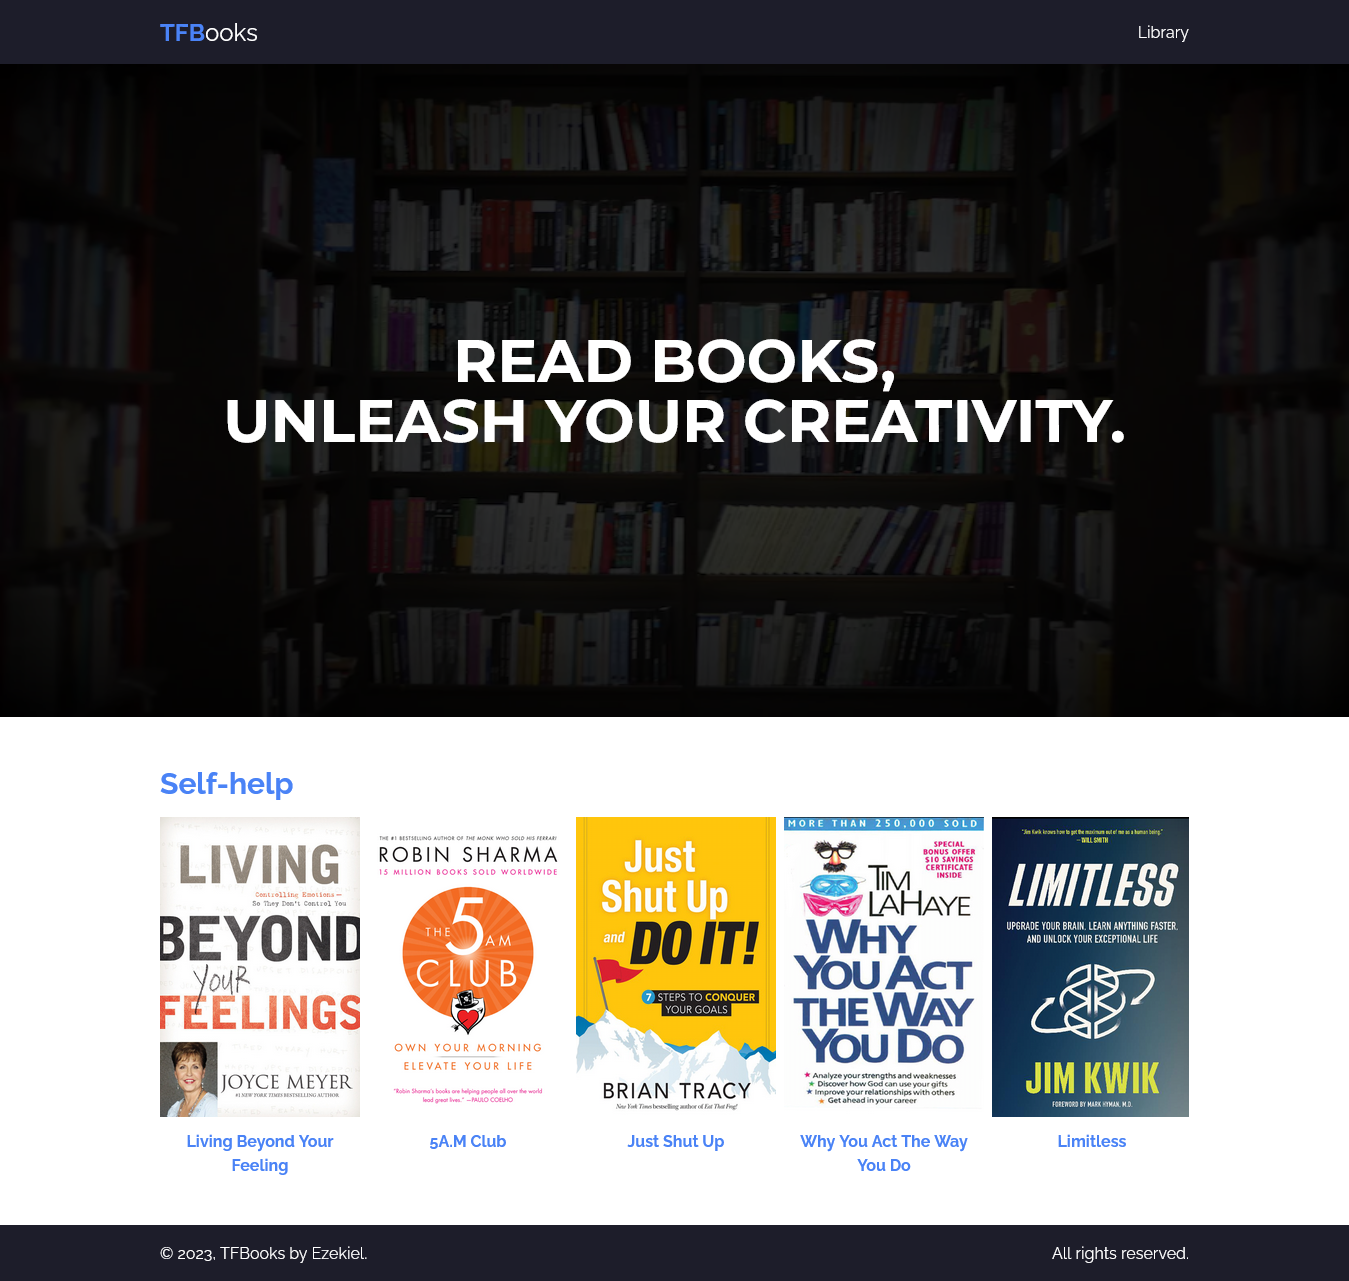 TFBooks
Library
READ BOOKS,
UNLEASH YOUR CREATIVITY.
Self-help
LIVING
Controlling Emotions—
So They Don't Control You
BEYOND
YOUR
FEELINGS
JOYCE MEYER
#1 NEW YORK TIMES BESTSELLING AUTHOR
THE #1 BESTSELLING AUTHOR OF THE MONK WHO SOLD HIS FERRARI
ROBIN SHARMA
15 MILLION BOOKS SOLD WORLDWIDE
THE 5 AM
CLUB
OWN YOUR MORNING
ELEVATE YOUR LIFE
"Robin Sharma's books are helping people all over the world
lead great lives." —PAULO COELHO
Just
Shut Up
and DO IT!
7 STEPS TO CONQUER
YOUR GOALS
BRIAN TRACY
New York Times bestselling author of Eat That Frog!
MORE THAN 250,000 SOLD
SPECIAL
BONUS OFFER
$10 SAVINGS
CERTIFICATE
INSIDE
TIM
LAHAYE
WHY
YOU ACT
THE WAY
YOU DO
Analyze your strengths and weaknesses
Discover how God can use your gifts
Improve your relationships with others
Get ahead in your career
"Jim Kwik knows how to get the maximum out of me as a human being."
—WILL SMITH
LIMITLESS
UPGRADE YOUR BRAIN, LEARN ANYTHING FASTER,
AND UNLOCK YOUR EXCEPTIONAL LIFE
JIM KWIK
FOREWORD BY MARK HYMAN, M.D.
Living Beyond Your
Feeling
5A.M Club
Just Shut Up
Why You Act The Way
You Do
Limitless
© 2023, TFBooks by Ezekiel.
All rights reserved.